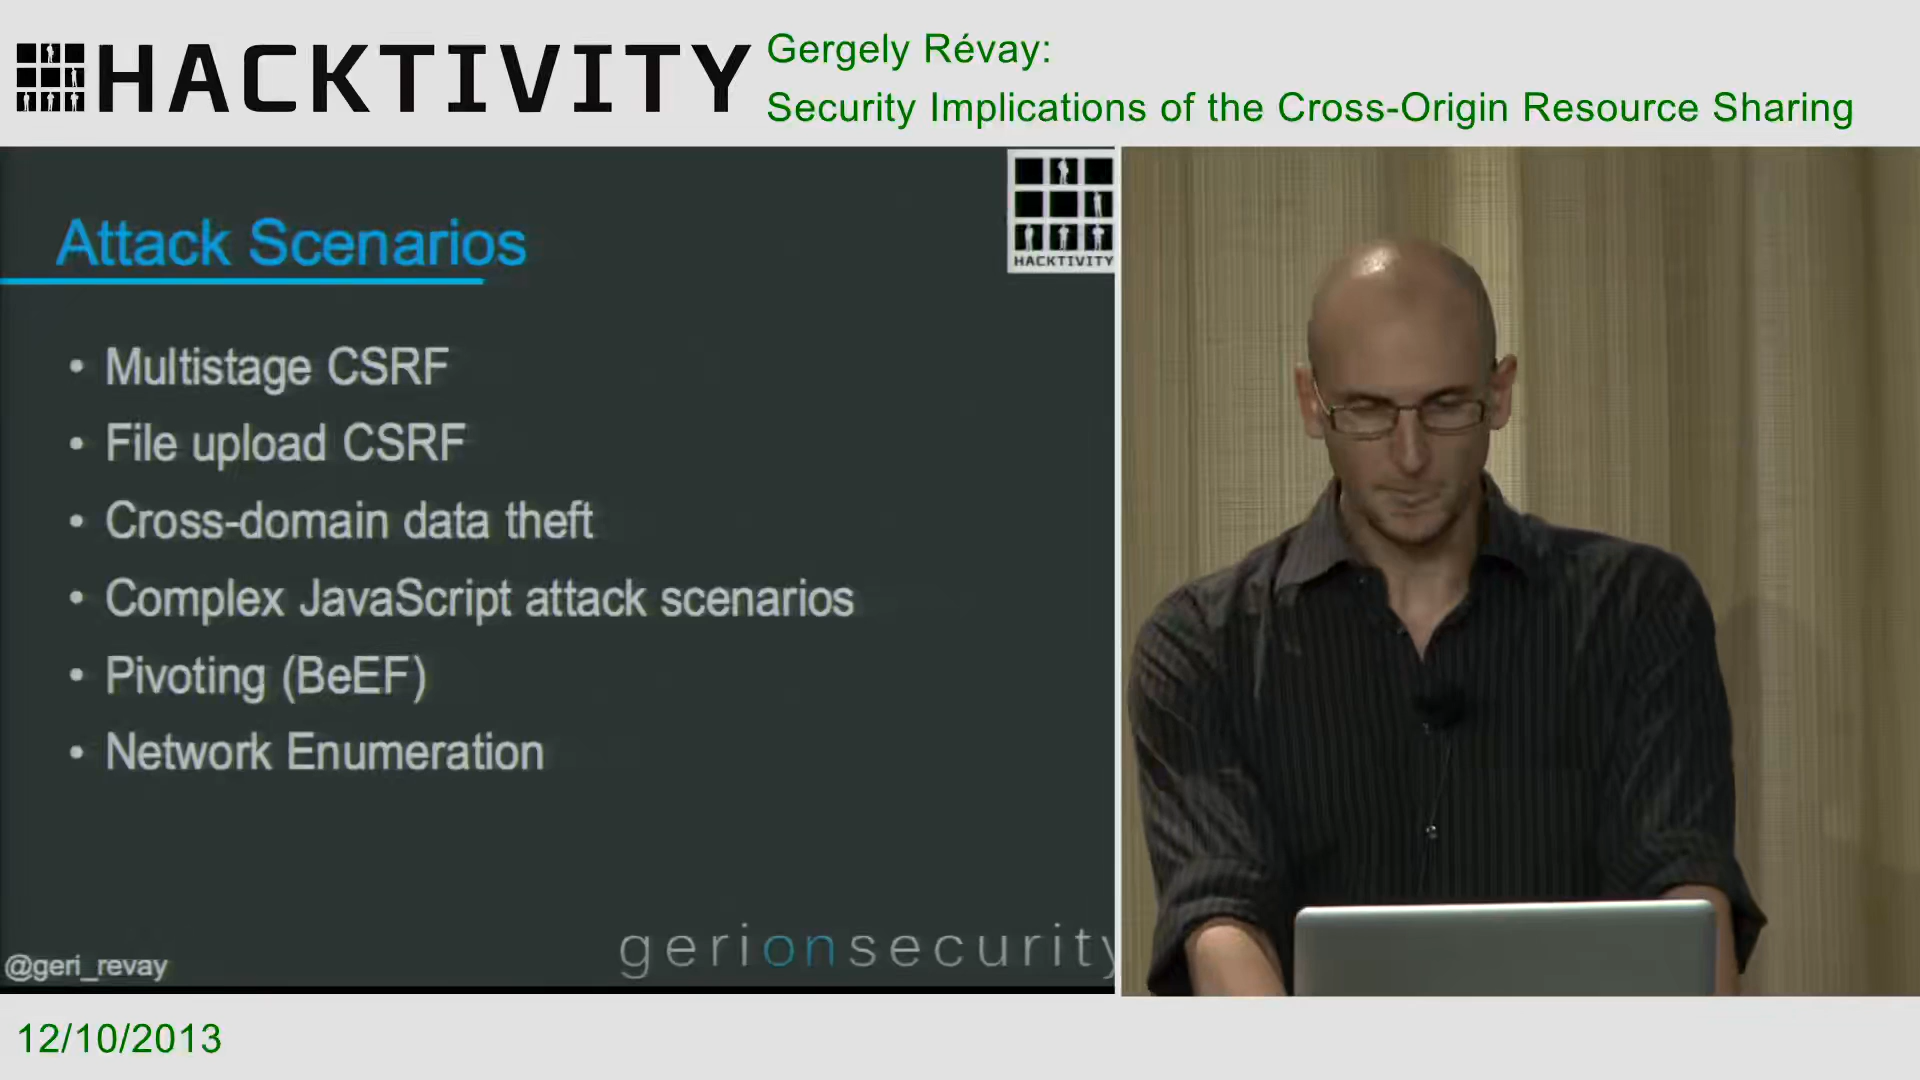 HACKTIVITY
Gergely Révay:
Security Implications of the Cross-Origin Resource Sharing
HACKTIVITY
Attack Scenarios
• Multistage CSRF
• File upload CSRF
• Cross-domain data theft
• Complex JavaScript attack scenarios
• Pivoting (BeEF)
• Network Enumeration
gerionsecurity
@geri_revay
12/10/2013